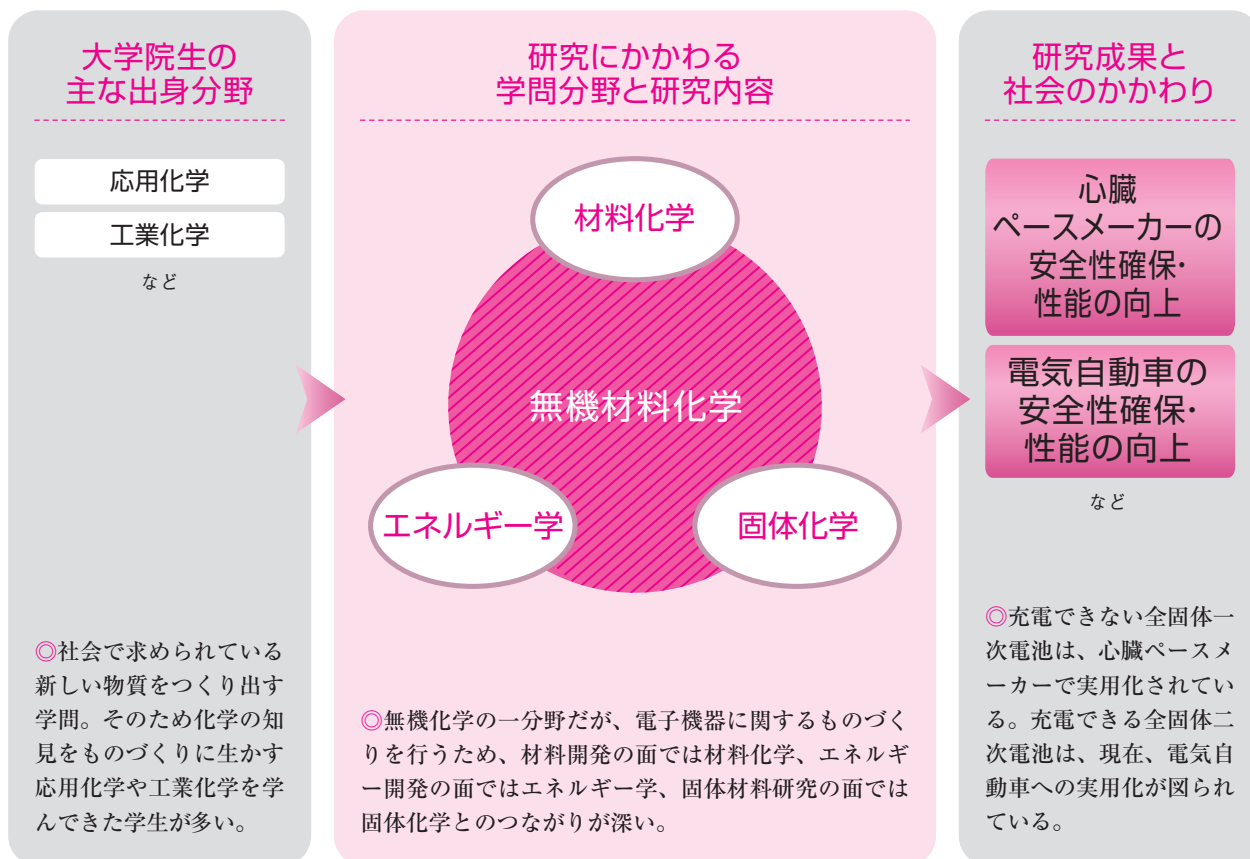 大学院生の
主な出身分野
応用化学
工業化学
など
◎社会で求められている
新しい物質をつくり出す
学問。そのため化学の知
見をものづくりに生かす
応用化学や工業化学を学
んできた学生が多い。
研究にかかわる
学問分野と研究内容
材料化学
無機材料化学
エネルギー学
固体化学
◎無機化学の一分野だが、電子機器に関するものづく
りを行うため、材料開発の面では材料化学、エネルギ
ー開発の面ではエネルギー学、固体材料研究の面では
固体化学とのつながりが深い。
研究成果と
社会のかかわり
心臓
ペースメーカーの
安全性確保・
性能の向上
電気自動車の
安全性確保・
性能の向上
など
◎充電できない全固体一
次電池は、心臓ペースメ
ーカーで実用化されてい
る。充電できる全固体二
次電池は、現在、電気自
動車への実用化が図られ
ている。